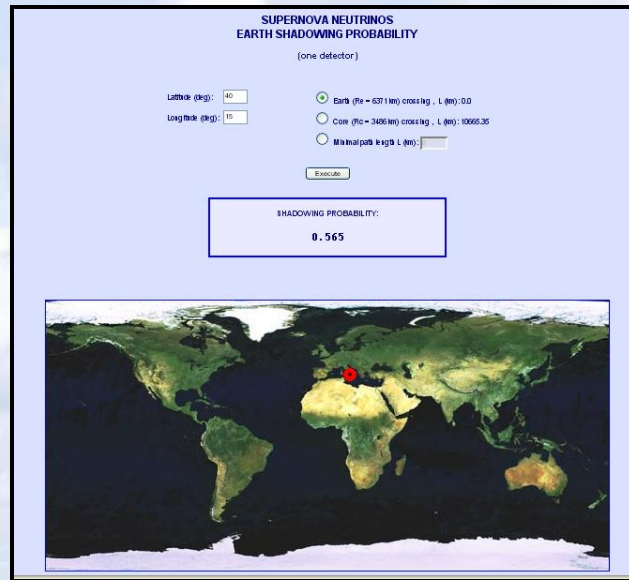 SUPERNOVA NEUTRINOS
EARTH SHADOWING PROBABILITY
(one detector)
Latitude (deg): 40
Longitude (deg): 15
Earth (Re = 6371 km) crossing , L (km): 0.0
Core (Rc = 3486 km) crossing , L (km): 10665.35
Minimal path length L (km):
Execute
SHADOWING PROBABILITY:
0.565